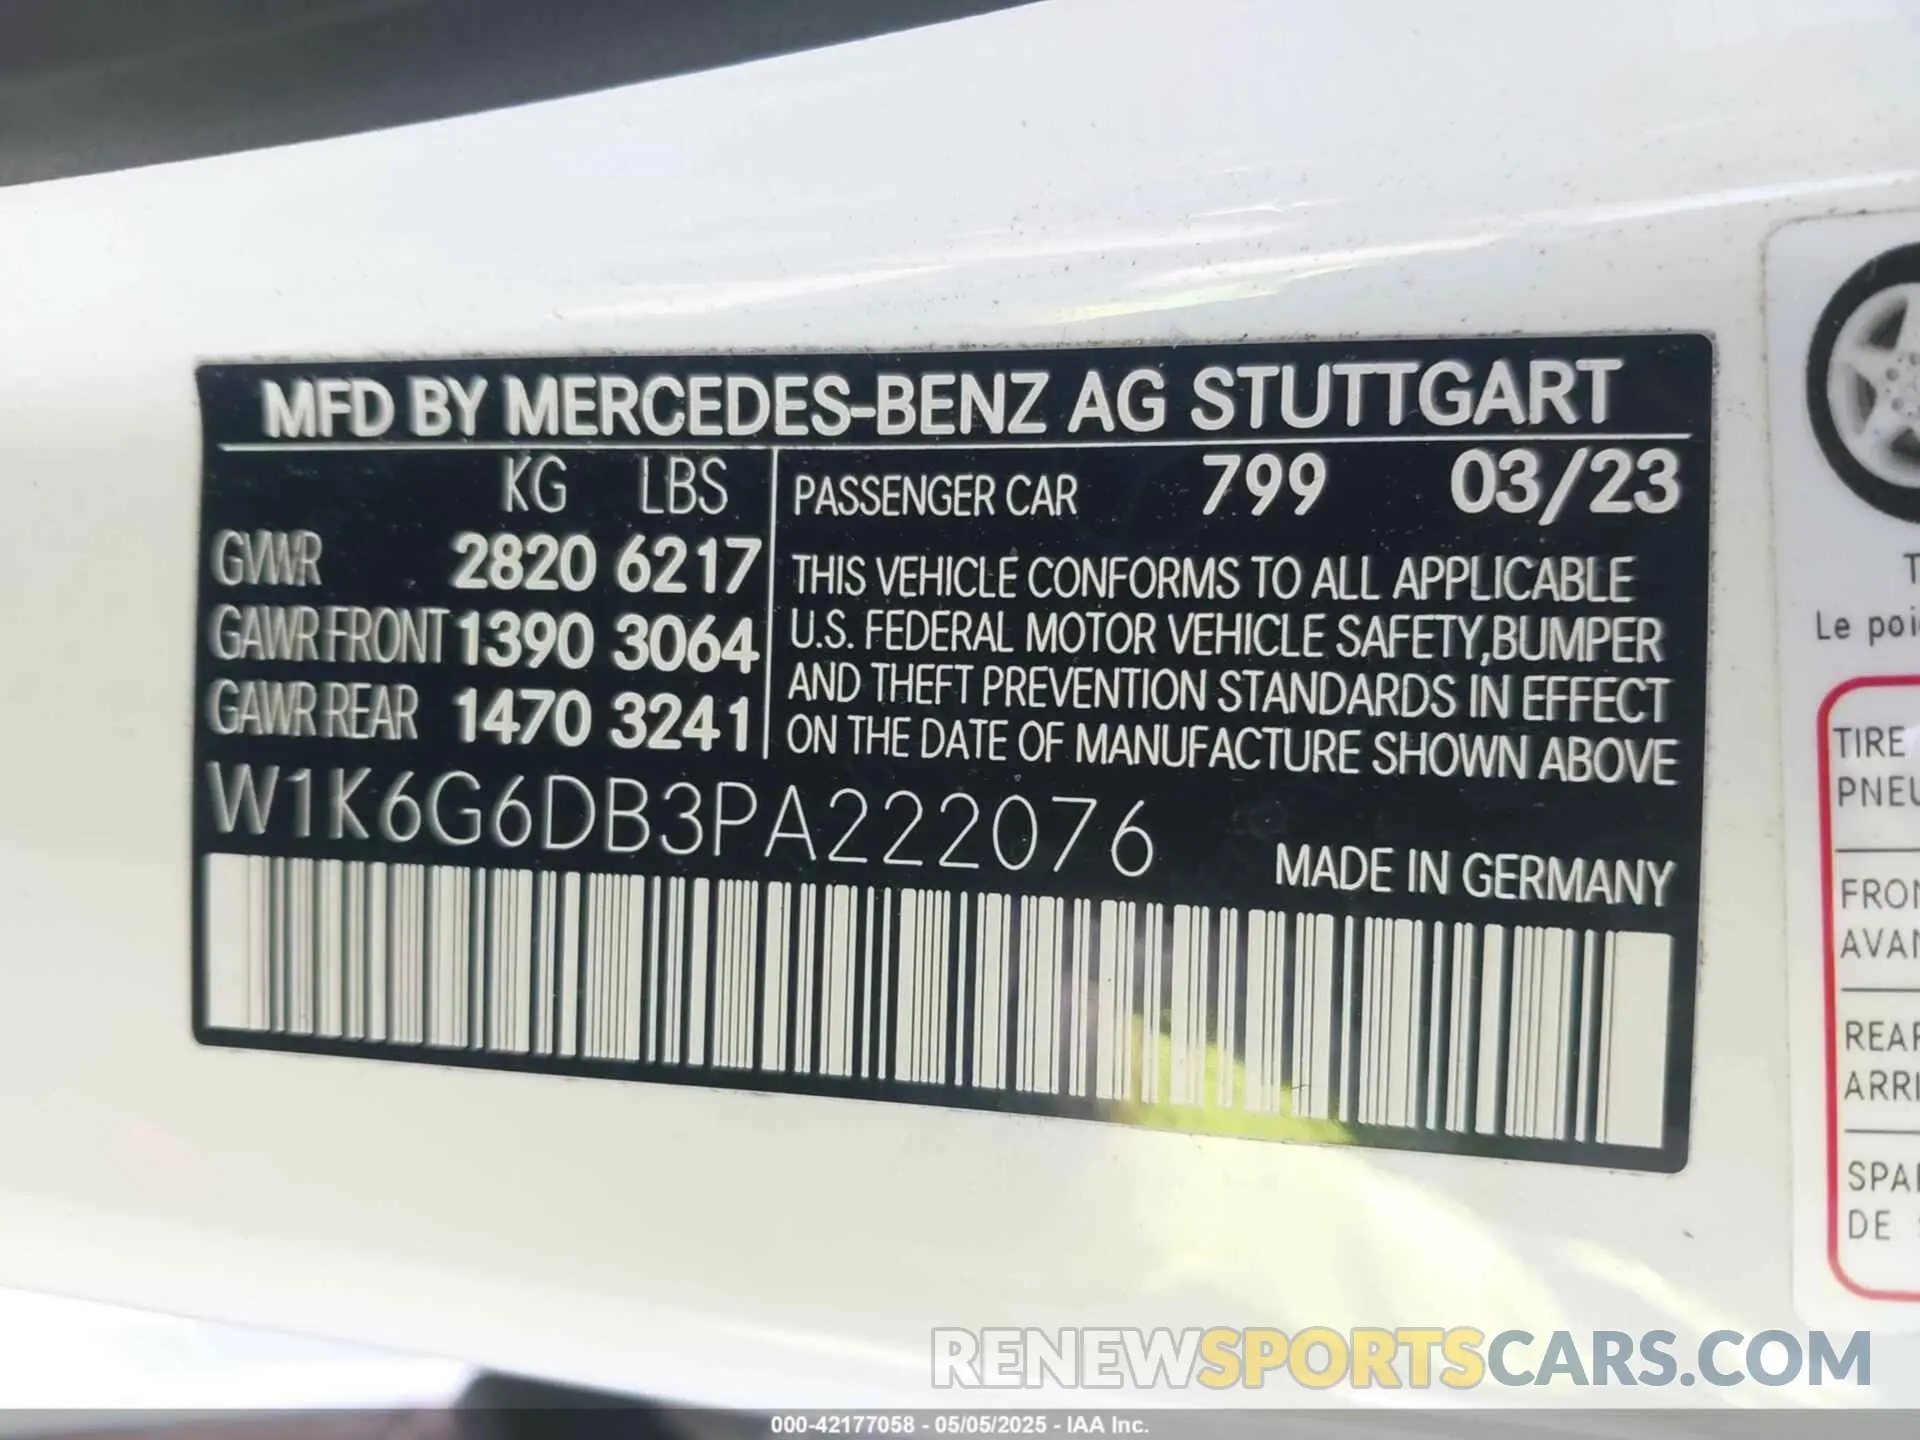 MFD BY MERCEDES-BENZ AG STUTTGART
KG LBS
GVWR 2820 6217
GAWR FRONT 1390 3064
GAWR REAR 1470 3241
PASSENGER CAR 799 03/23
THIS VEHICLE CONFORMS TO ALL APPLICABLE
U.S. FEDERAL MOTOR VEHICLE SAFETY,BUMPER
AND THEFT PREVENTION STANDARDS IN EFFECT
ON THE DATE OF MANUFACTURE SHOWN ABOVE
W1K6G6DB3PA222076
MADE IN GERMANY
Le poi
TIRE
PNEU
FRON
AVAN
REAR
ARRI
SPAR
DE
RENEWSPORTSCARS.COM
000-42177058 - 05/05/2025 - IAA Inc.